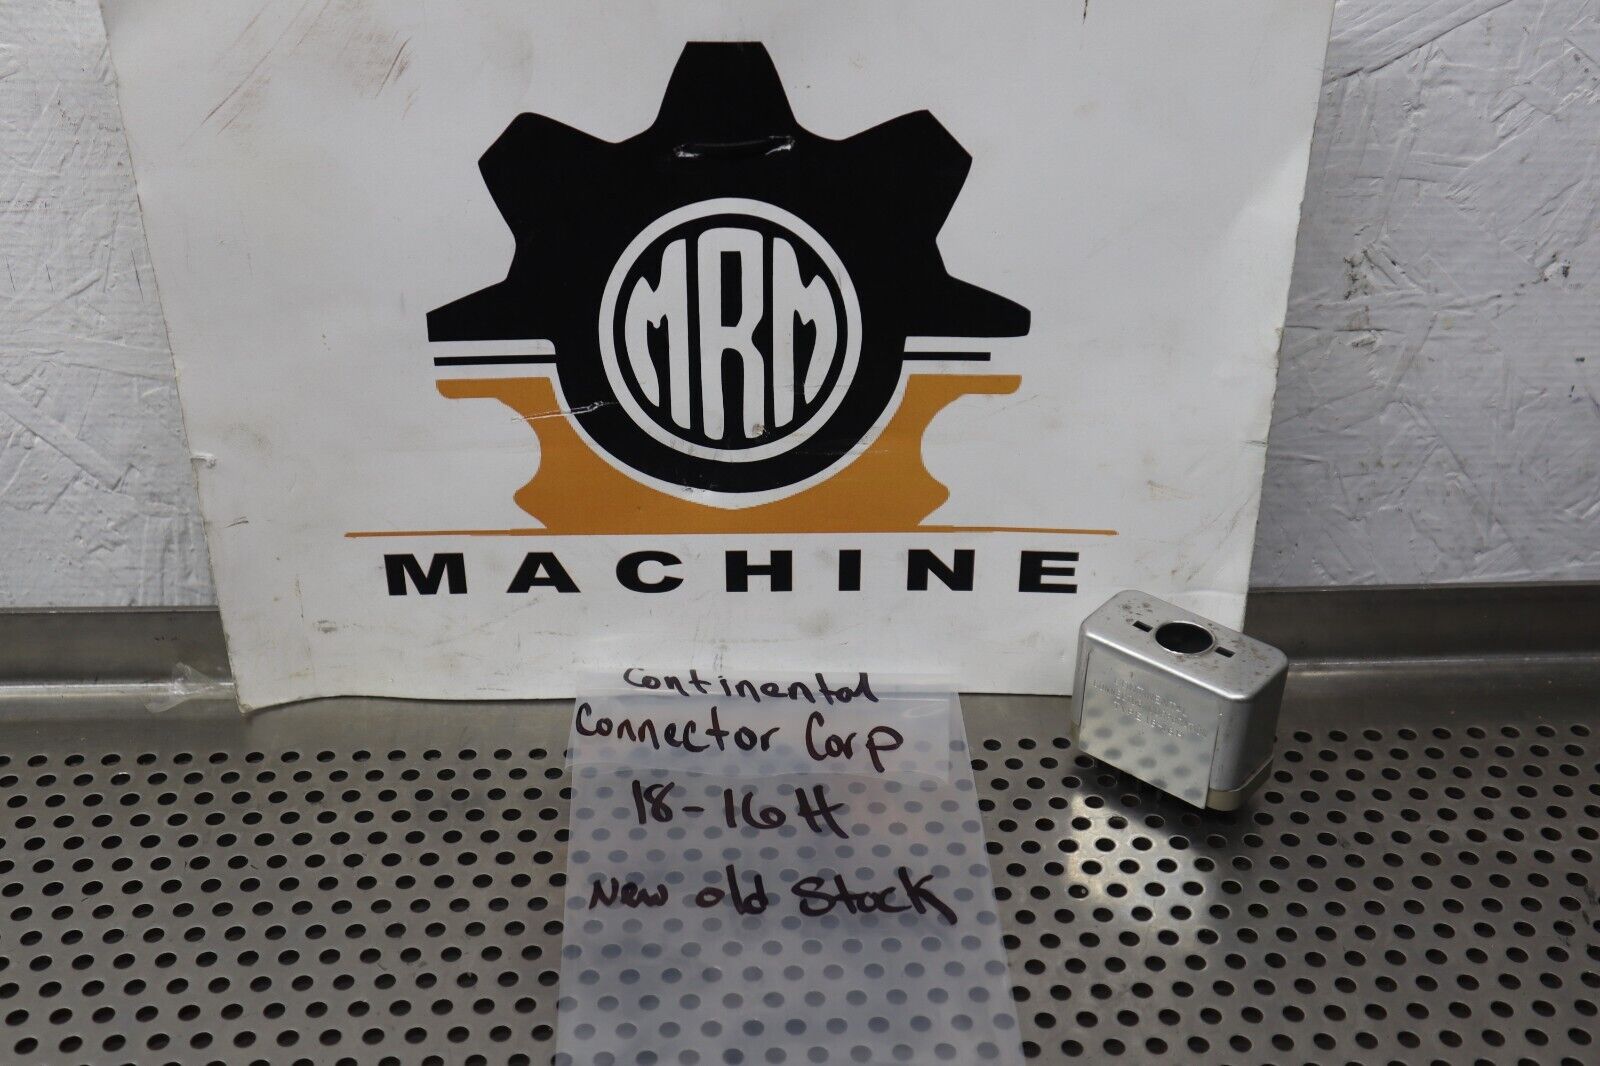 MRM
MACHINE
Continental
Connector Corp
18-16H
New old Stock